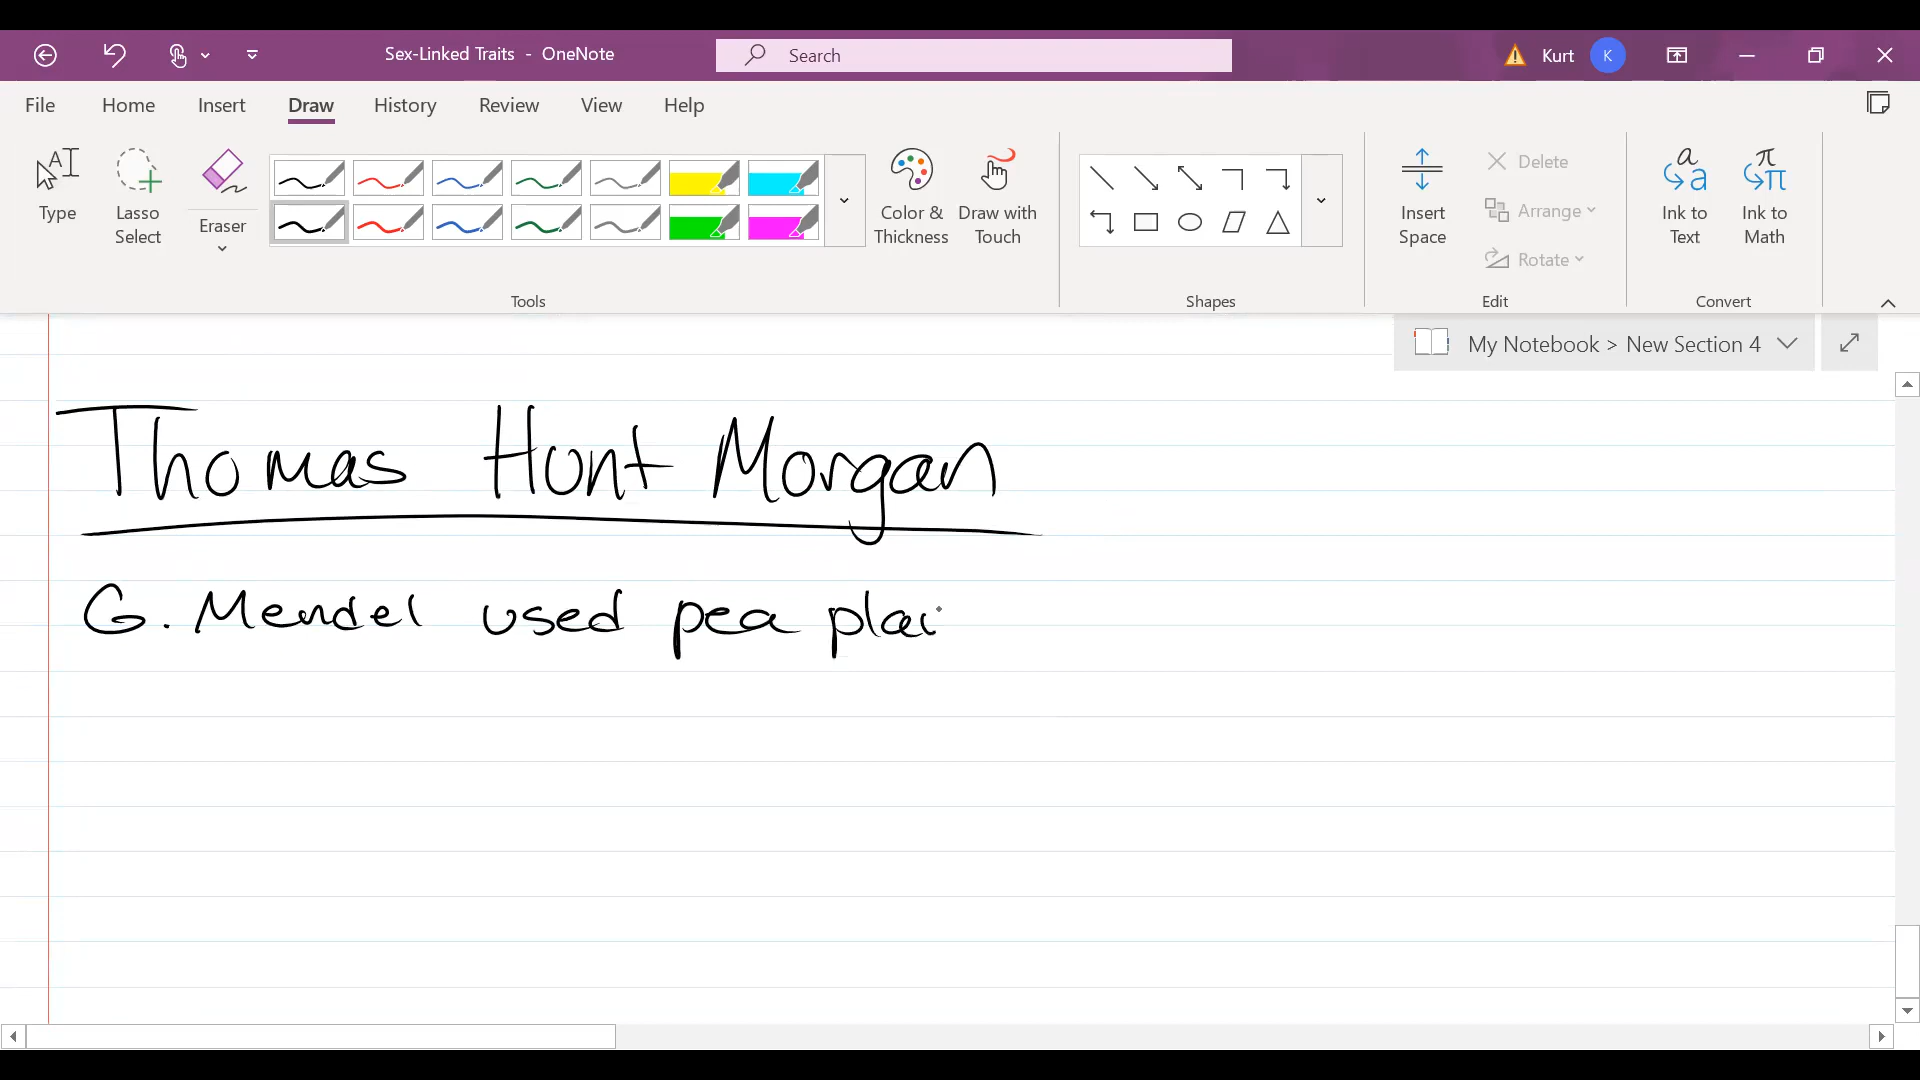 Sex-Linked Traits - OneNote
Search
Kurt
K
File Home Insert Draw History Review View Help
Type
Lasso Select
Eraser
Color & Thickness
Draw with Touch
Insert Space
Delete
Arrange
Rotate
Ink to Text
Ink to Math
Tools
Shapes
Edit
Convert
My Notebook > New Section 4
Thomas Hunt Morgan
G. Mendel used pea plai